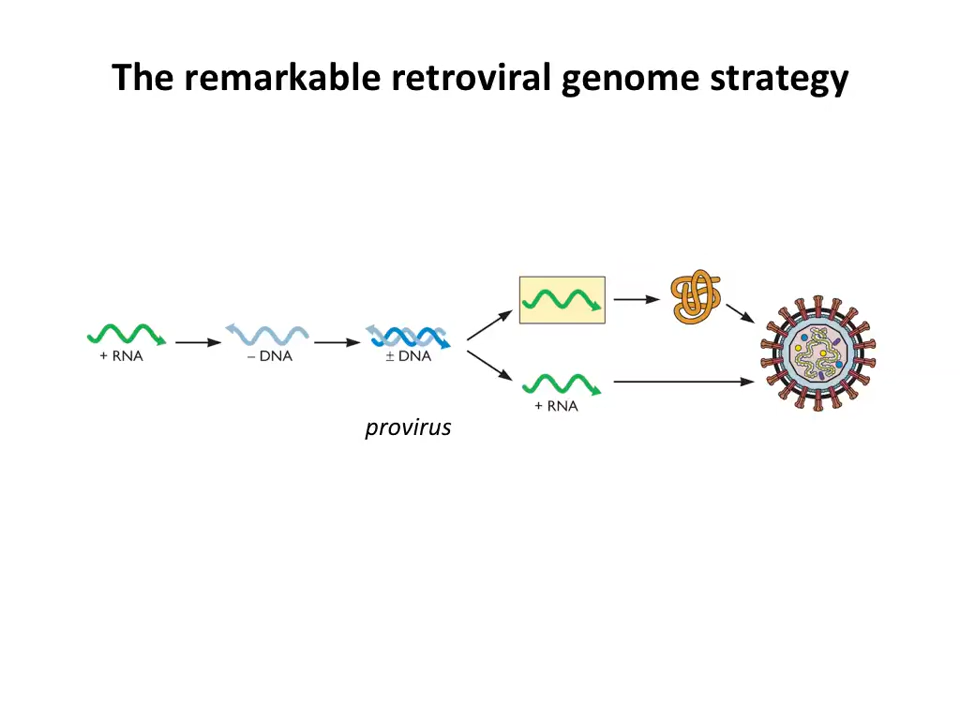 The remarkable retroviral genome strategy
+ RNA
– DNA
± DNA
+ RNA
provirus